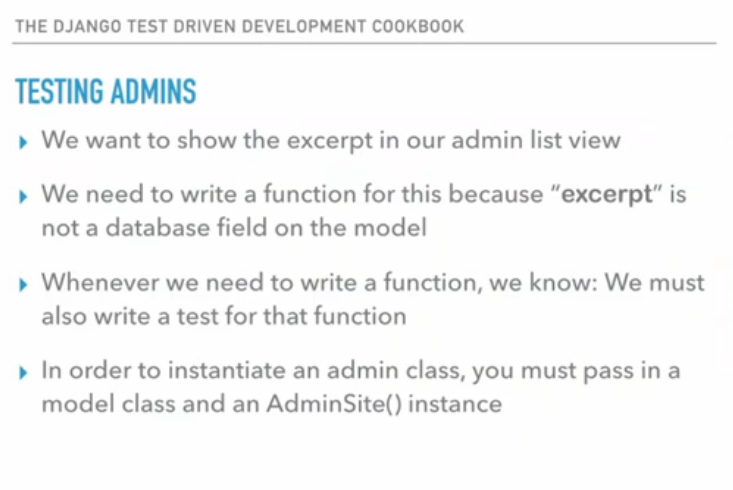 THE DJANGO TEST DRIVEN DEVELOPMENT COOKBOOK
TESTING ADMINS
We want to show the excerpt in our admin list view
We need to write a function for this because “excerpt” is
not a database field on the model
Whenever we need to write a function, we know: We must
also write a test for that function
In order to instantiate an admin class, you must pass in a
model class and an AdminSite() instance